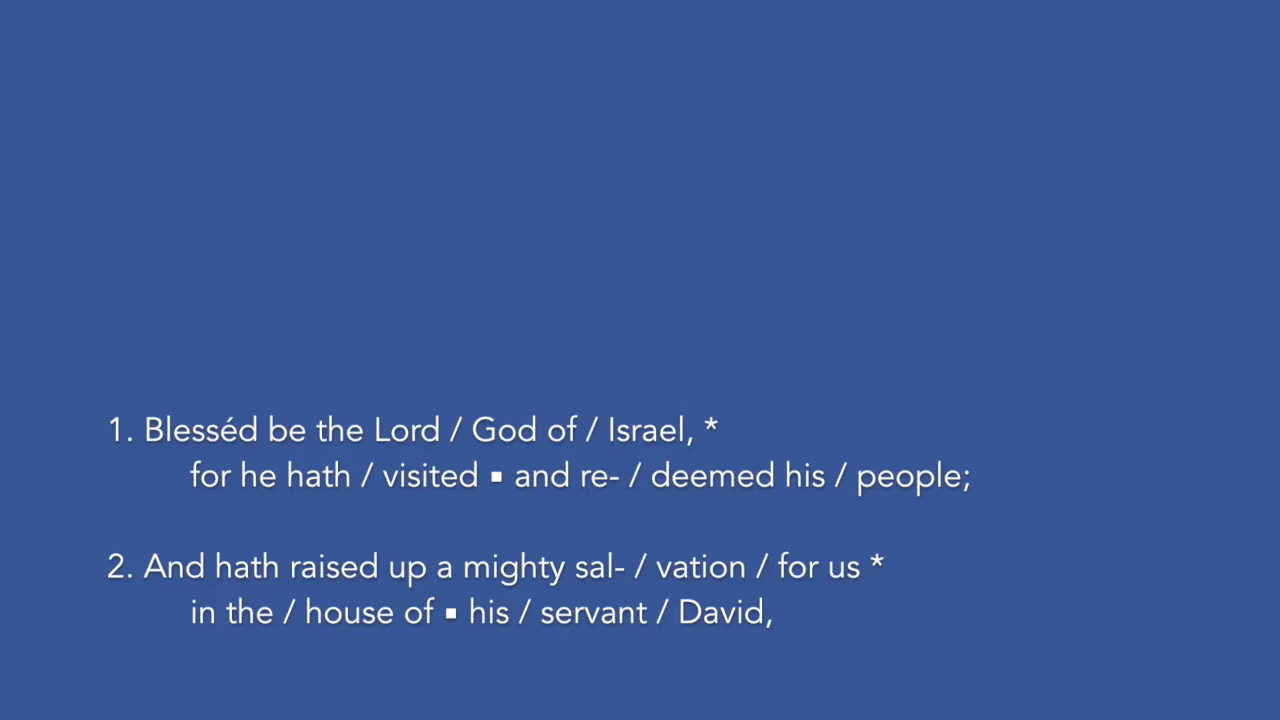 1. Blesséd be the Lord / God of / Israel, *
for he hath / visited ▪ and re- / deemed his / people;
2. And hath raised up a mighty sal- / vation / for us *
in the / house of ▪ his / servant / David,